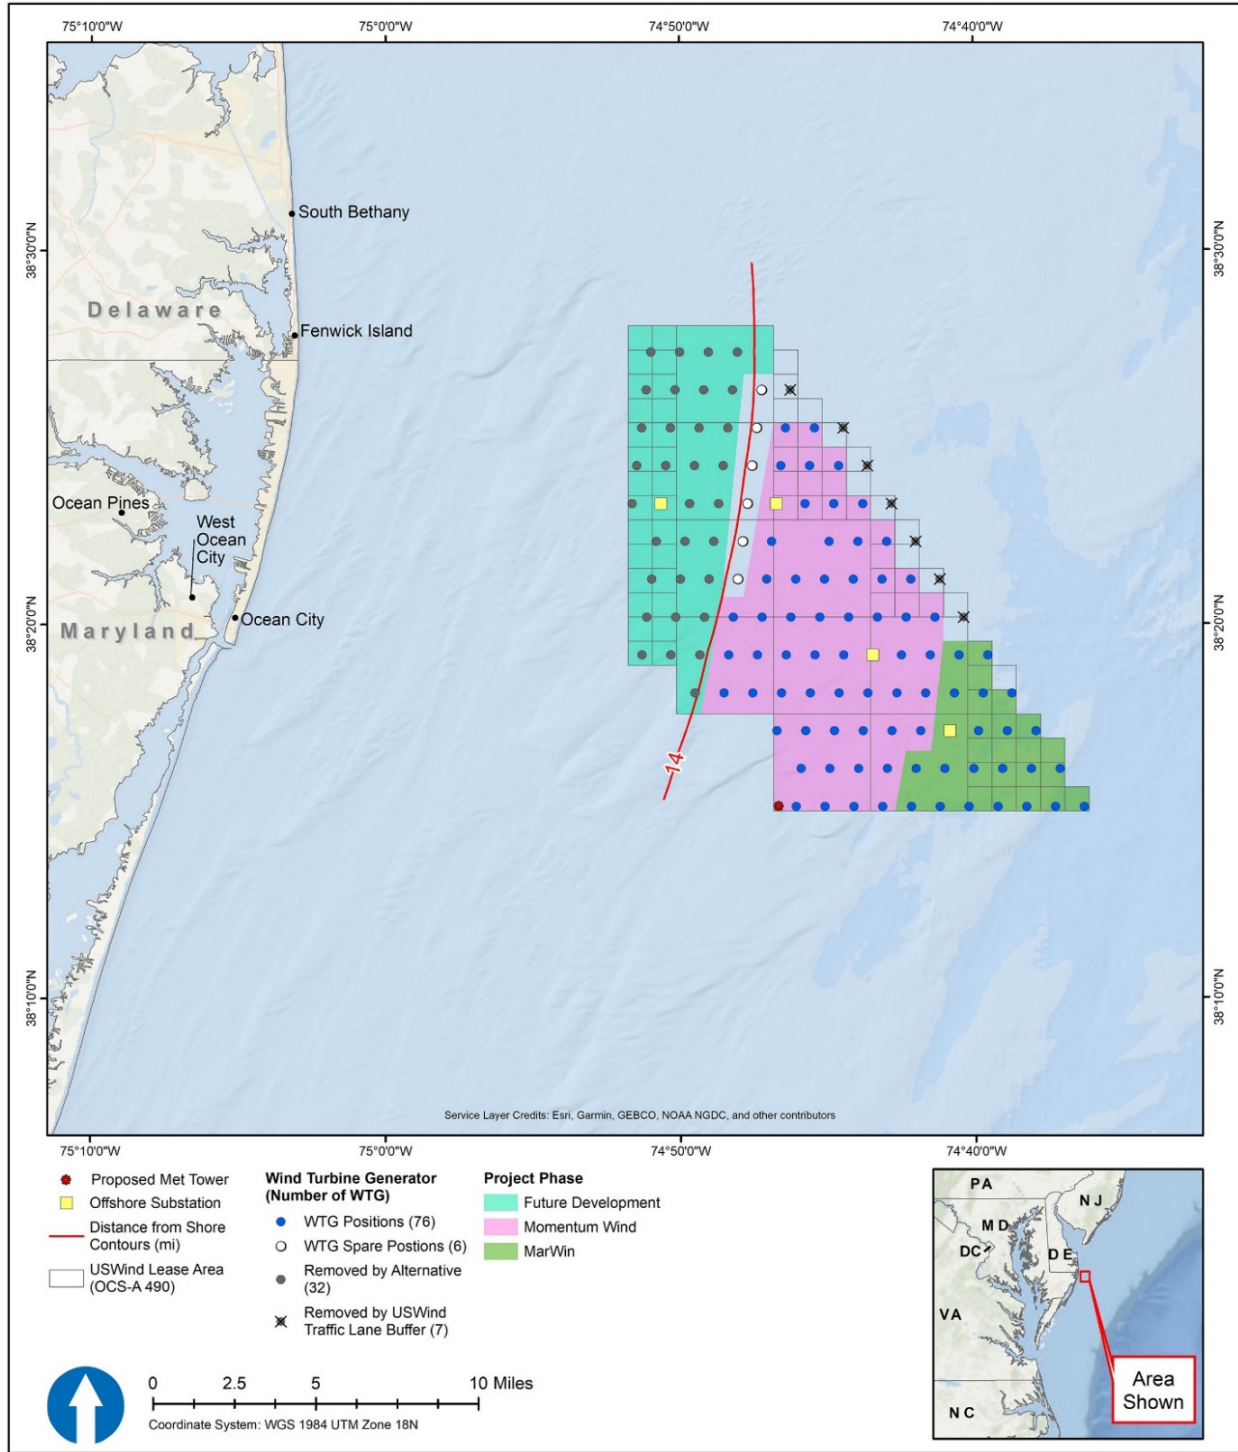 75°10'0"W
75°0'0"W
74°50'0"W
74°40'0"W
38°30'0"N
38°30'0"N
South Bethany
Delaware
Fenwick Island
Ocean Pines
West
Ocean
City
38°20'0"N
38°20'0"N
Ocean City
Maryland
14
38°10'0"N
38°10'0"N
Service Layer Credits: Esri, Garmin, GEBCO, NOAA NGDC, and other contributors
75°10'0"W
75°0'0"W
74°50'0"W
74°40'0"W
Proposed Met Tower
Offshore Substation
Distance from Shore
Contours (mi)
USWind Lease Area
(OCS-A 490)
Wind Turbine Generator
(Number of WTG)
WTG Positions (76)
WTG Spare Postions (6)
Removed by Alternative
(32)
Removed by USWind
Traffic Lane Buffer (7)
Project Phase
Future Development
Momentum Wind
MarWin
0 2.5 5 10 Miles
Coordinate System: WGS 1984 UTM Zone 18N
PA
NJ
MD
DC
DE
VA
NC
Area
Shown